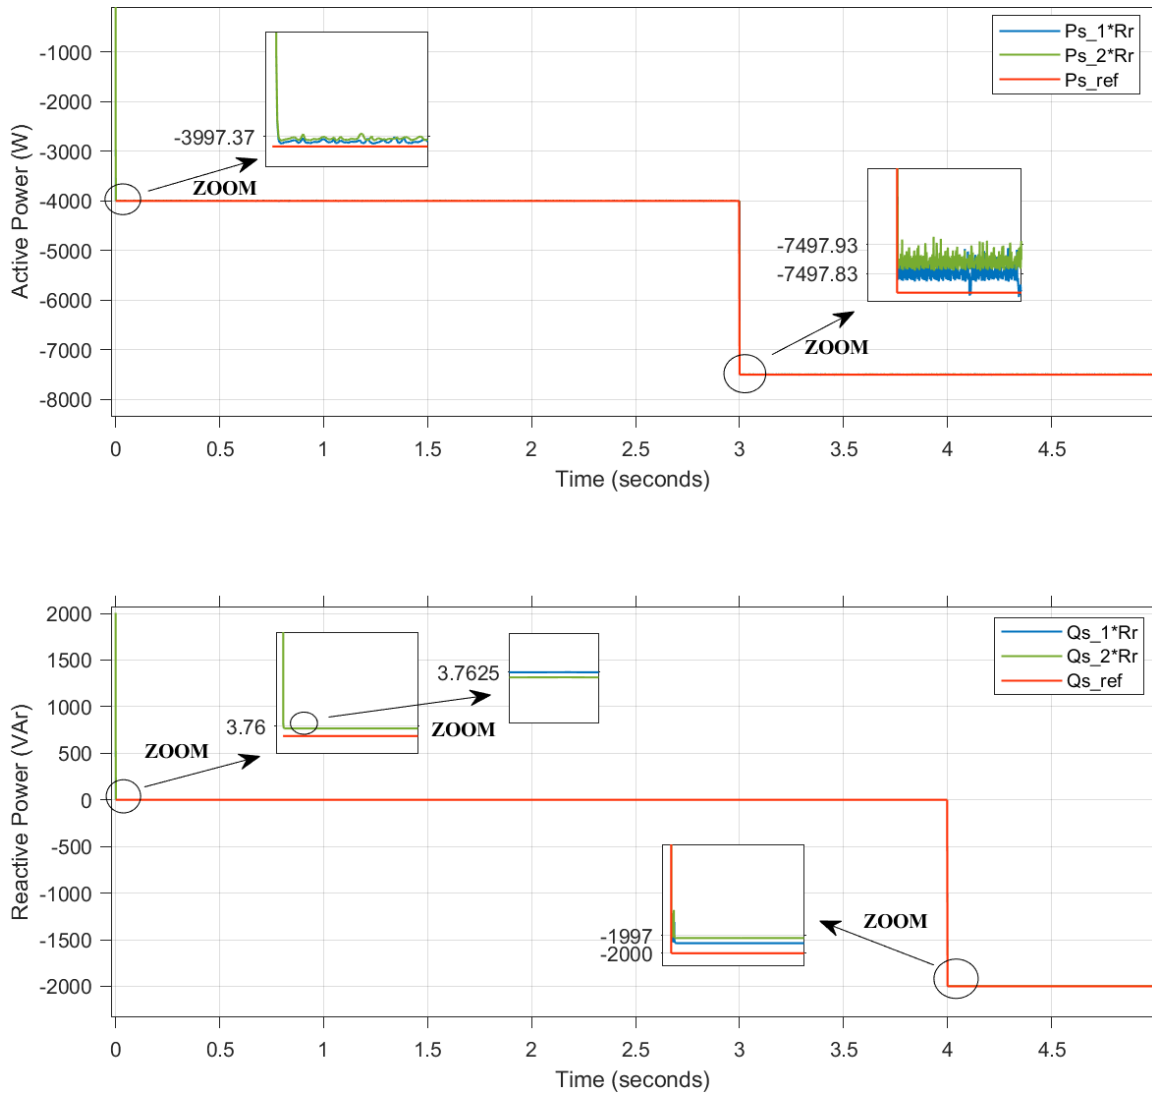 Active Power (W)
-1000
-2000
-3000
-4000
-5000
-6000
-7000
-8000
Ps_1*Rr
Ps_2*Rr
Ps_ref
-3997.37
ZOOM
-7497.93
-7497.83
ZOOM
0 0.5 1 1.5 2 2.5 3 3.5 4 4.5
Time (seconds)
Reactive Power (VAr)
2000
1500
1000
500
0
-500
-1000
-1500
-2000
Qs_1*Rr
Qs_2*Rr
Qs_ref
3.7625
3.76
ZOOM
ZOOM
ZOOM
-1997
-2000
0 0.5 1 1.5 2 2.5 3 3.5 4 4.5
Time (seconds)